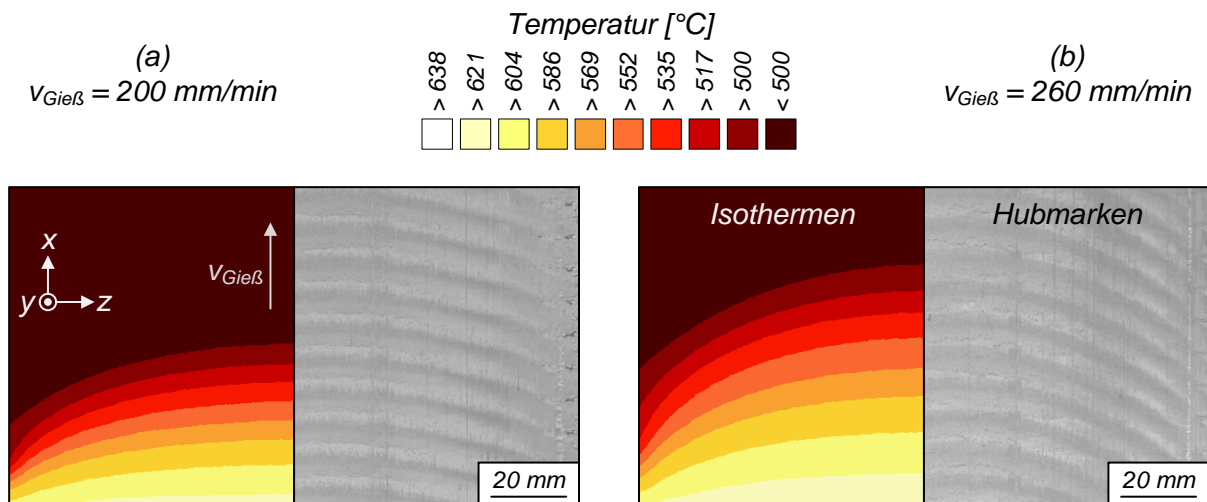 Temperatur [°C]
(a)
vGieß = 200 mm/min
> 638
> 621
> 604
> 586
> 569
> 552
> 535
> 517
> 500
< 500
(b)
vGieß = 260 mm/min
x
y
z
vGieß
20 mm
Isothermen
Hubmarken
20 mm